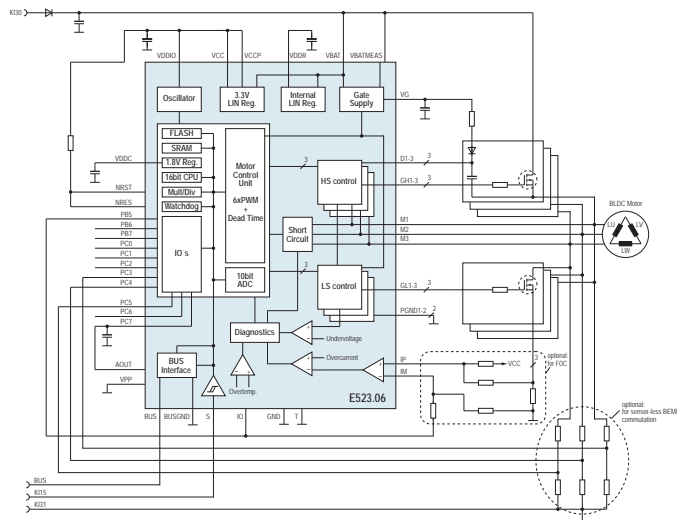 Kl30
VDDIO
VCC
VCCP
VDDR
VBAT
VBATMEAS
Oscillator
3.3V
LIN Reg.
Internal
LIN Reg.
Gate
Supply
VG
FLASH
SRAM
1.8V Reg.
16bit CPU
Mult/Div
Watchdog
IO´s
Motor
Control
Unit
6xPWM
+
Dead Time
10bit
ADC
3
HS control
3
LS control
Short
Circuit
VDDC
NRST
NRES
PB5
PB6
PB7
PC0
PC1
PC2
PC3
PC4
PC5
PC6
PC7
AOUT
VPP
D1-3
3
GH1-3
3
M1
M2
M3
GL1-3
3
PGND1-2
2
BLDC Motor
LU
LV
LW
Diagnostics
Undervoltage
Overcurrent
Overtemp.
BUS
Interface
IP
IM
VCC
3
optional:
for FOC
E523.06
BUS
BUSGND
S
IO
GND
T
optional:
for sensor-less BEMF
commutation
BUS
Kl15
Kl31